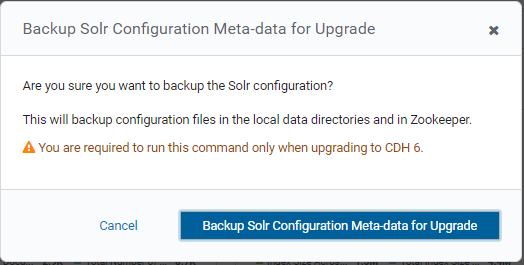 Backup Solr Configuration Meta-data for Upgrade
Are you sure you want to backup the Solr configuration?
This will backup configuration files in the local data directories and in Zookeeper.
You are required to run this command only when upgrading to CDH 6.
Cancel
Backup Solr Configuration Meta-data for Upgrade